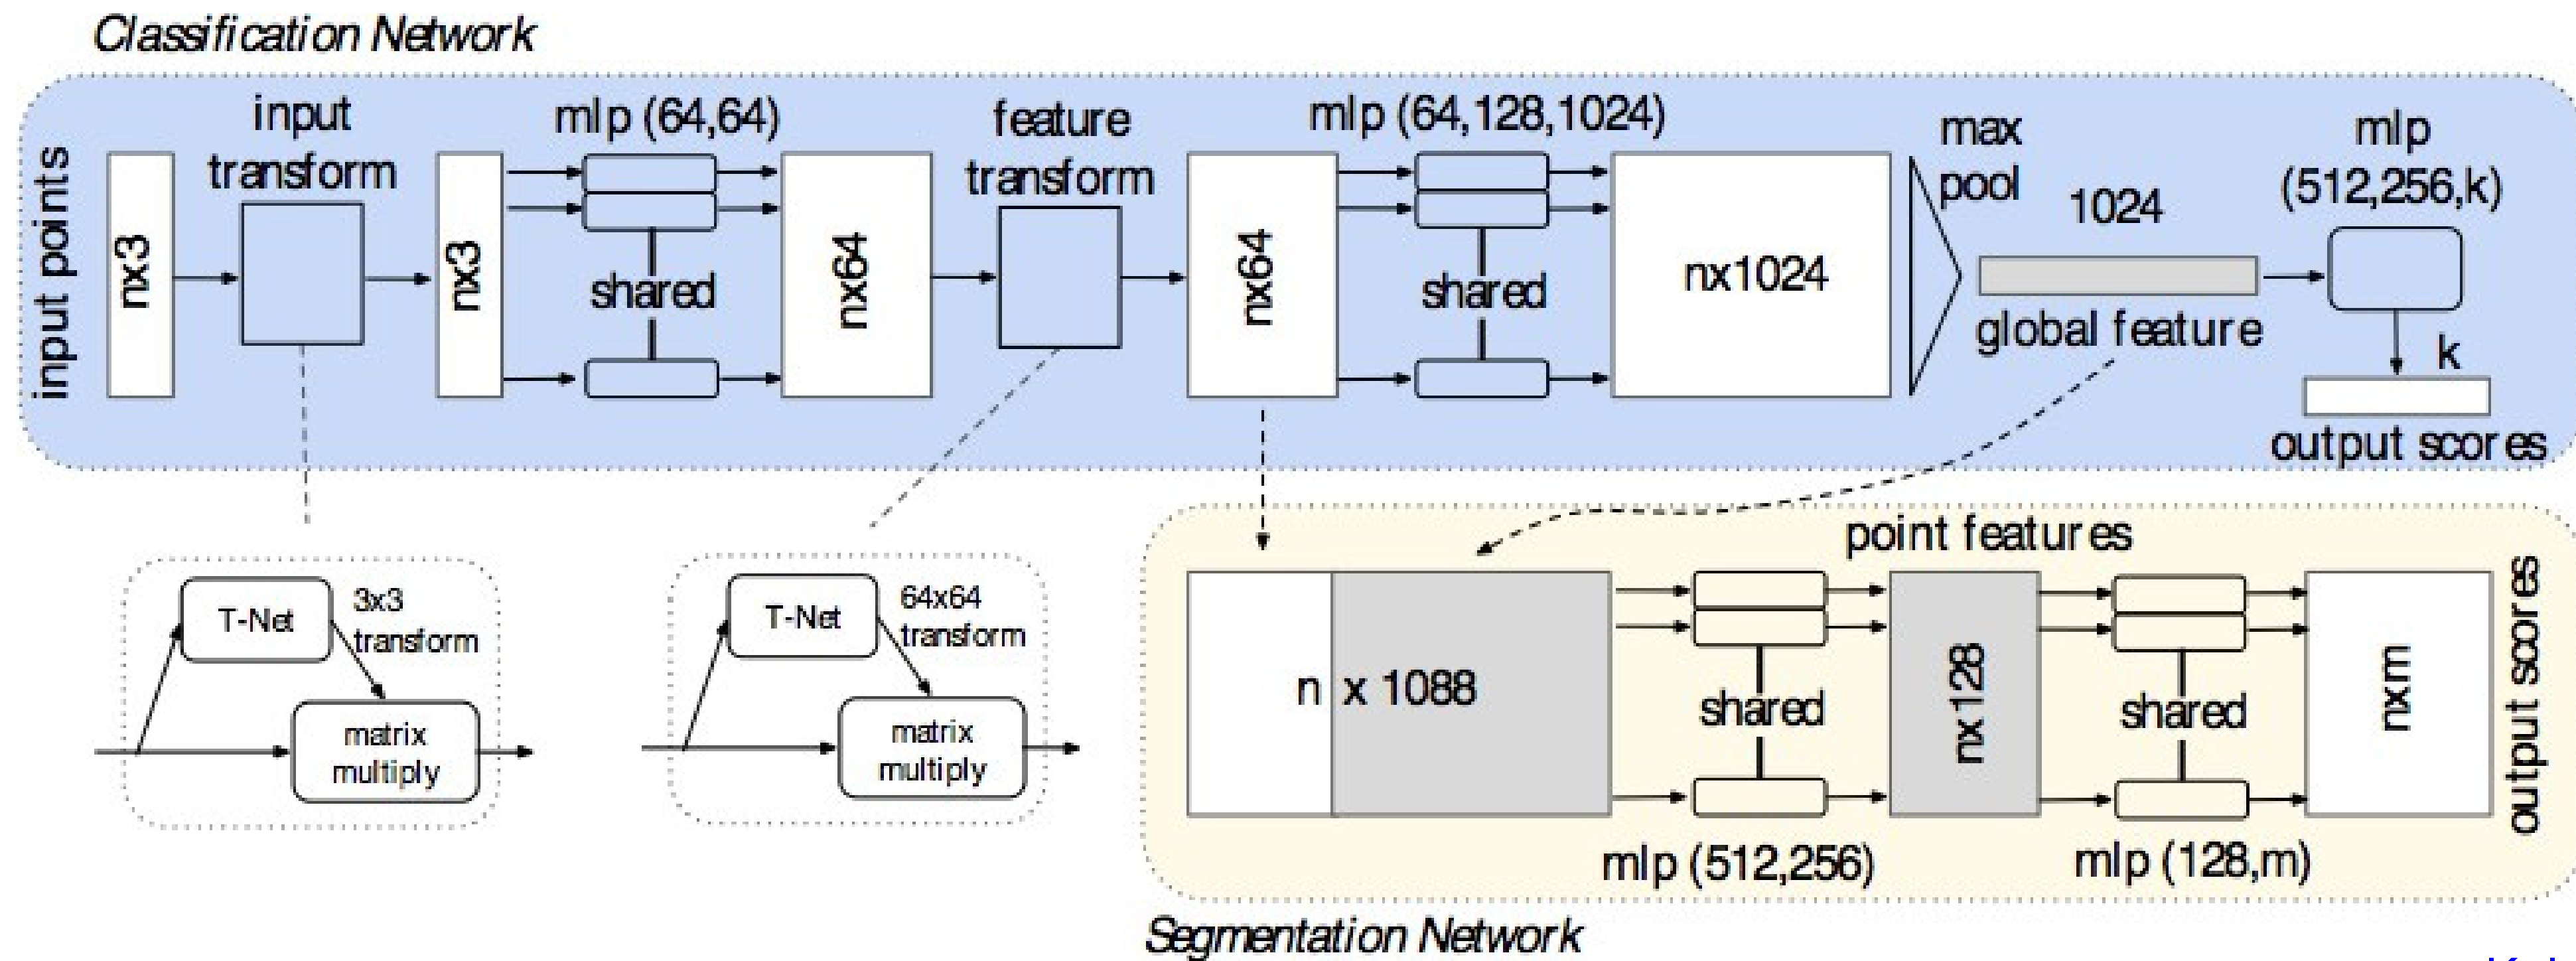 Classification Network
input points
nx3
input
transform
nx3
mlp (64,64)
shared
nx64
feature
transform
nx64
mlp (64,128,1024)
shared
nx1024
max
pool
1024
global feature
mlp
(512,256,k)
k
output scores
T-Net
3x3
transform
matrix
multiply
T-Net
64x64
transform
matrix
multiply
point features
n x 1088
shared
mlp (512,256)
nx128
shared
mlp (128,m)
nxm
output scores
Segmentation Network